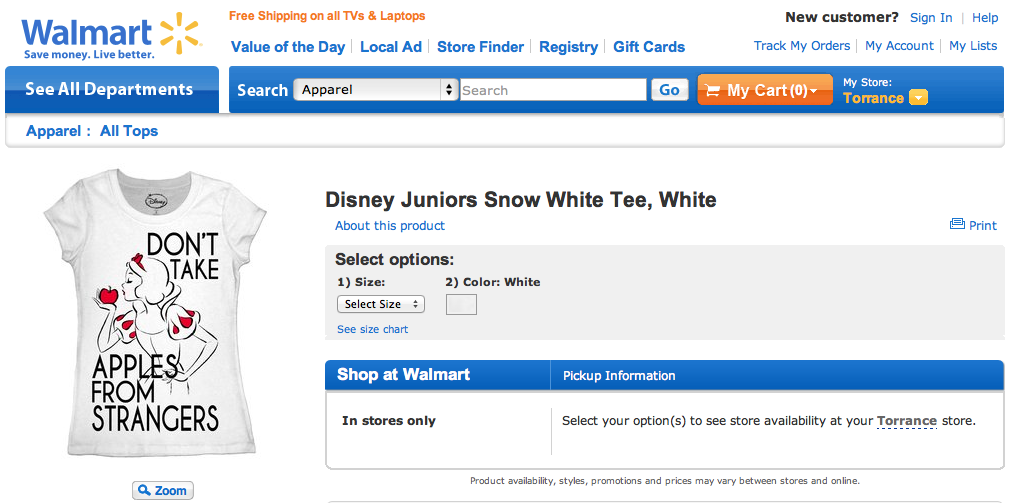 Walmart
Save money. Live better.
Free Shipping on all TVs & Laptops
New customer? Sign In | Help
Value of the Day | Local Ad | Store Finder | Registry | Gift Cards
Track My Orders | My Account | My Lists
See All Departments
Search Apparel Search Go My Cart (0)
My Store:
Torrance
Apparel : All Tops
Disney
DON'T
TAKE
APPLES
FROM
STRANGERS
Zoom
Disney Juniors Snow White Tee, White
About this product
Print
Select options:
1) Size: 2) Color: White
Select Size
See size chart
Shop at Walmart Pickup Information
In stores only Select your option(s) to see store availability at your Torrance store.
Product availability, styles, promotions and prices may vary between stores and online.